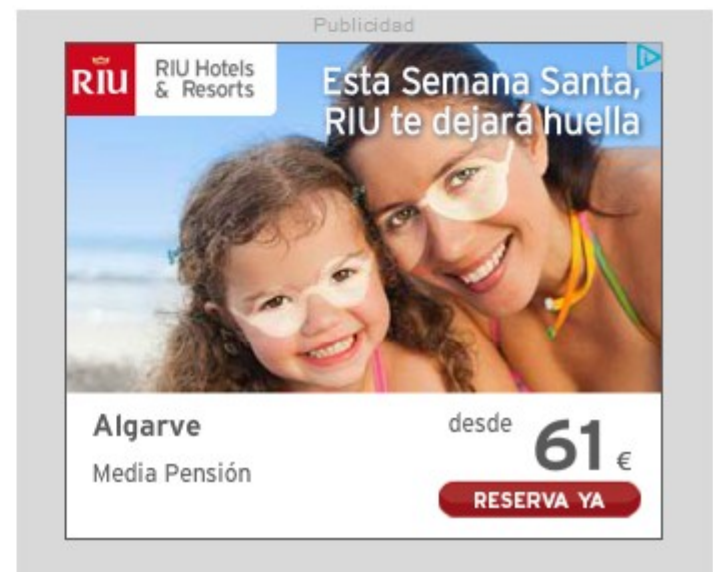 Publicidad
RIU
RIU Hotels
& Resorts
Esta Semana Santa,
RIU te dejará huella
Algarve
desde 61 €
Media Pensión
RESERVA YA